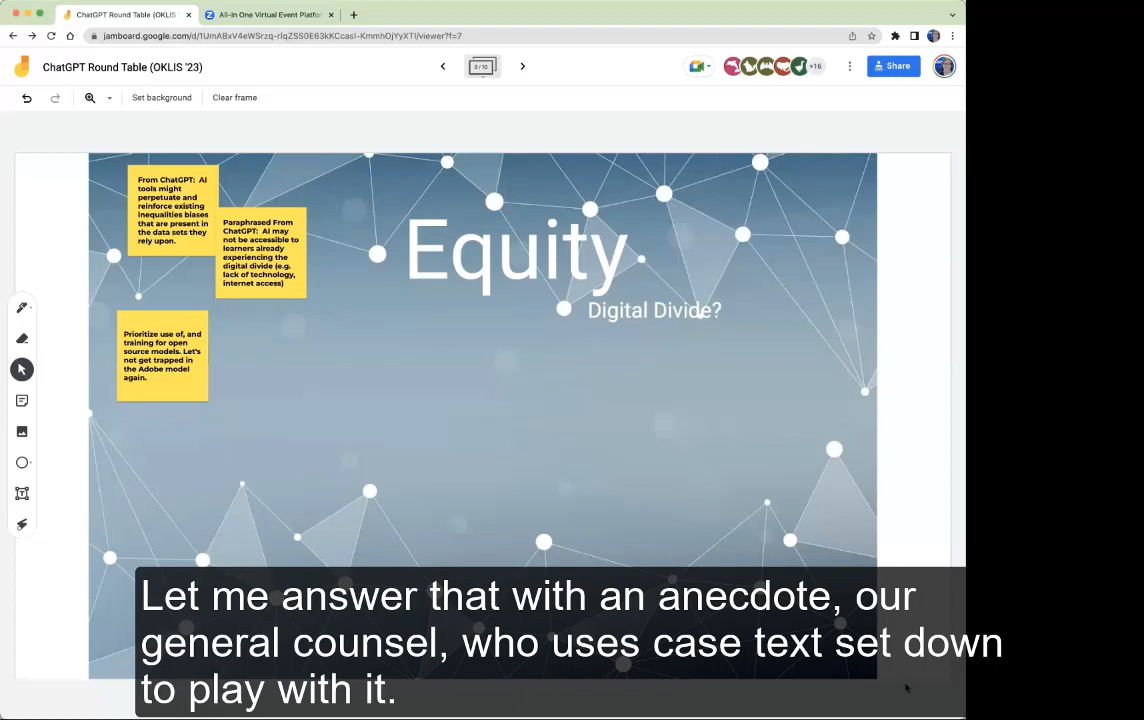 ChatGPT Round Table (OKLIS '23)
All-In One Virtual Event Platfor
jamboard.google.com/d/1UmABxV4eWSrzq-rlqZSS0E63kKCcasl-KmmhOjYyXTI/viewer?f=7
ChatGPT Round Table (OKLIS '23)
8 / 10
+16
Share
Set background
Clear frame
From ChatGPT: AI
tools might
perpetuate and
reinforce existing
inequalities biases
that are present in
the data sets they
rely upon.
Paraphrased From
ChatGPT: AI may
not be accessible to
learners already
experiencing the
digital divide (e.g.
lack of technology,
internet access)
Equity
Digital Divide?
Prioritize use of, and
training for open
source models. Let's
not get trapped in
the Adobe model
again.
Let me answer that with an anecdote, our
general counsel, who uses case text set down
to play with it.